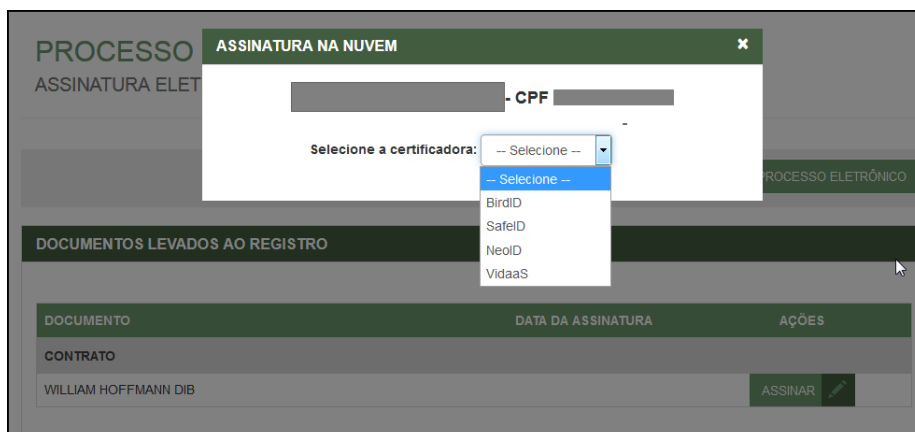 PROCESSO
ASSINATURA ELET
ASSINATURA NA NUVEM ×
- CPF
-
Selecione a certificadora: -- Selecione --
-- Selecione --
BirdID
SafeID
NeoID
VidaaS
PROCESSO ELETRÔNICO
DOCUMENTOS LEVADOS AO REGISTRO
DOCUMENTO DATA DA ASSINATURA AÇÕES
CONTRATO
WILLIAM HOFFMANN DIB ASSINAR